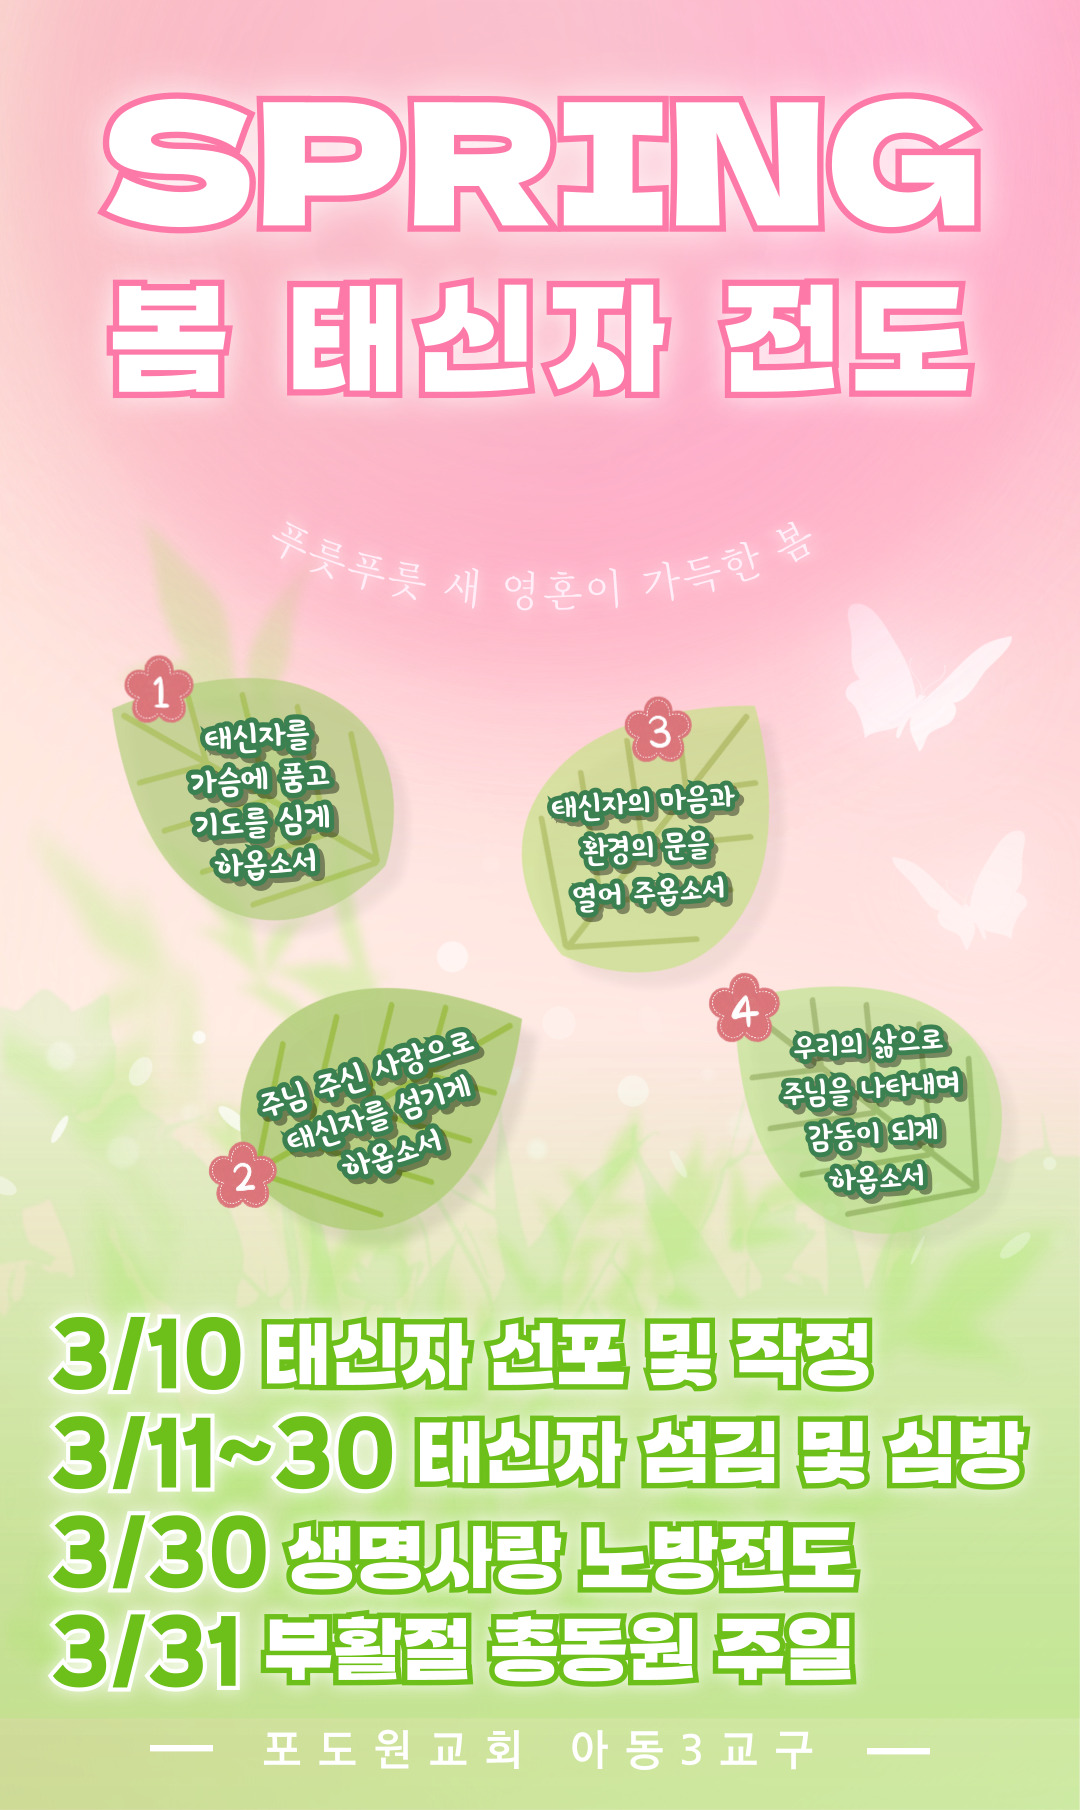 SPRING
봄 태신자 전도
푸릇푸릇 새 영혼이 가득한 봄
1
태신자를
가슴에 품고
기도를 심게
하옵소서
2
주님 주신 사랑으로
태신자를 섬기게
하옵소서
3
태신자의 마음과
환경의 문을
열어 주옵소서
4
우리의 삶으로
주님을 나타내며
감동이 되게
하옵소서
3/10 태신자 선포 및 작정
3/11~30 태신자 섬김 및 심방
3/30 생명사랑 노방전도
3/31 부활절 총동원 주일
포도원교회 아동3교구